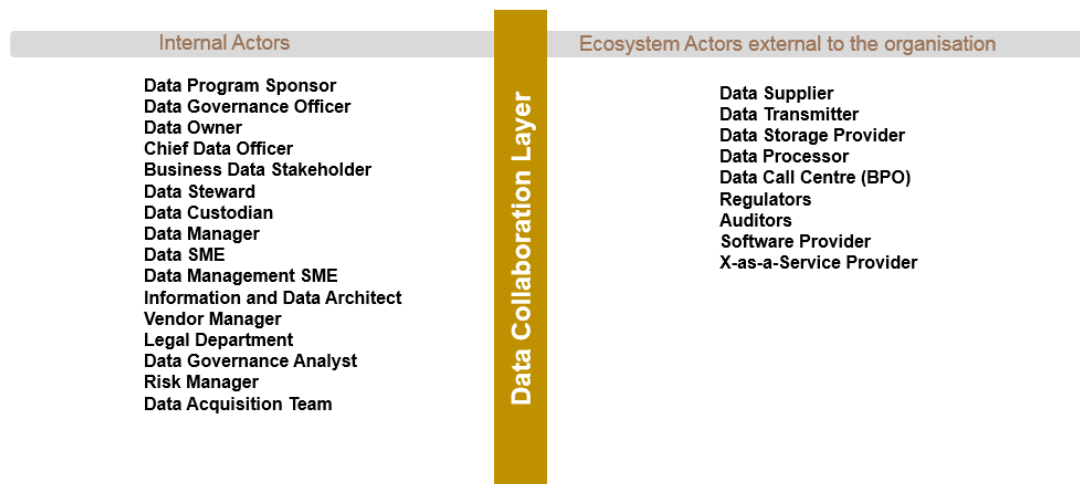 Internal Actors
Data Program Sponsor
Data Governance Officer
Data Owner
Chief Data Officer
Business Data Stakeholder
Data Steward
Data Custodian
Data Manager
Data SME
Data Management SME
Information and Data Architect
Vendor Manager
Legal Department
Data Governance Analyst
Risk Manager
Data Acquisition Team
Data Collaboration Layer
Ecosystem Actors external to the organisation
Data Supplier
Data Transmitter
Data Storage Provider
Data Processor
Data Call Centre (BPO)
Regulators
Auditors
Software Provider
X-as-a-Service Provider